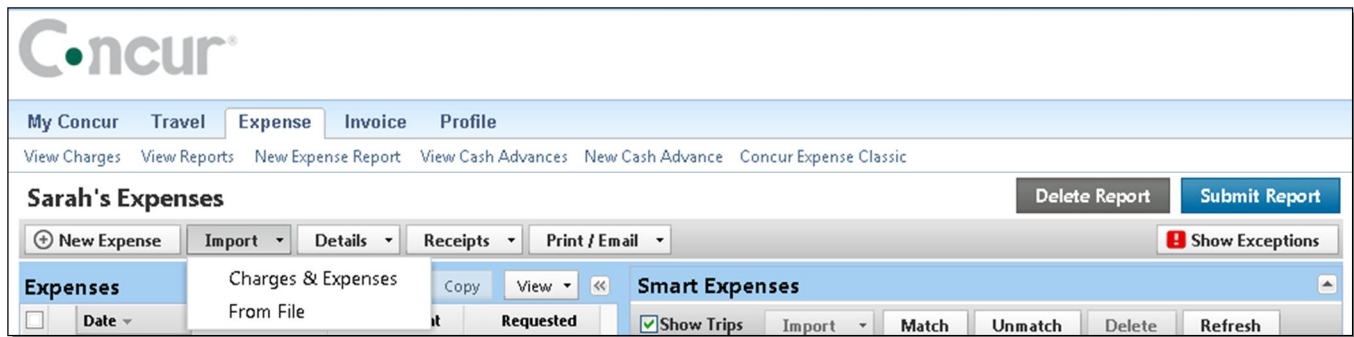 Concur®
My Concur Travel Expense Invoice Profile
View Charges View Reports New Expense Report View Cash Advances New Cash Advance Concur Expense Classic
Sarah's Expenses Delete Report Submit Report
New Expense Import Details Receipts Print / Email Show Exceptions
Charges & Expenses
From File
Expenses Copy View Smart Expenses
Date Requested Show Trips Import Match Unmatch Delete Refresh